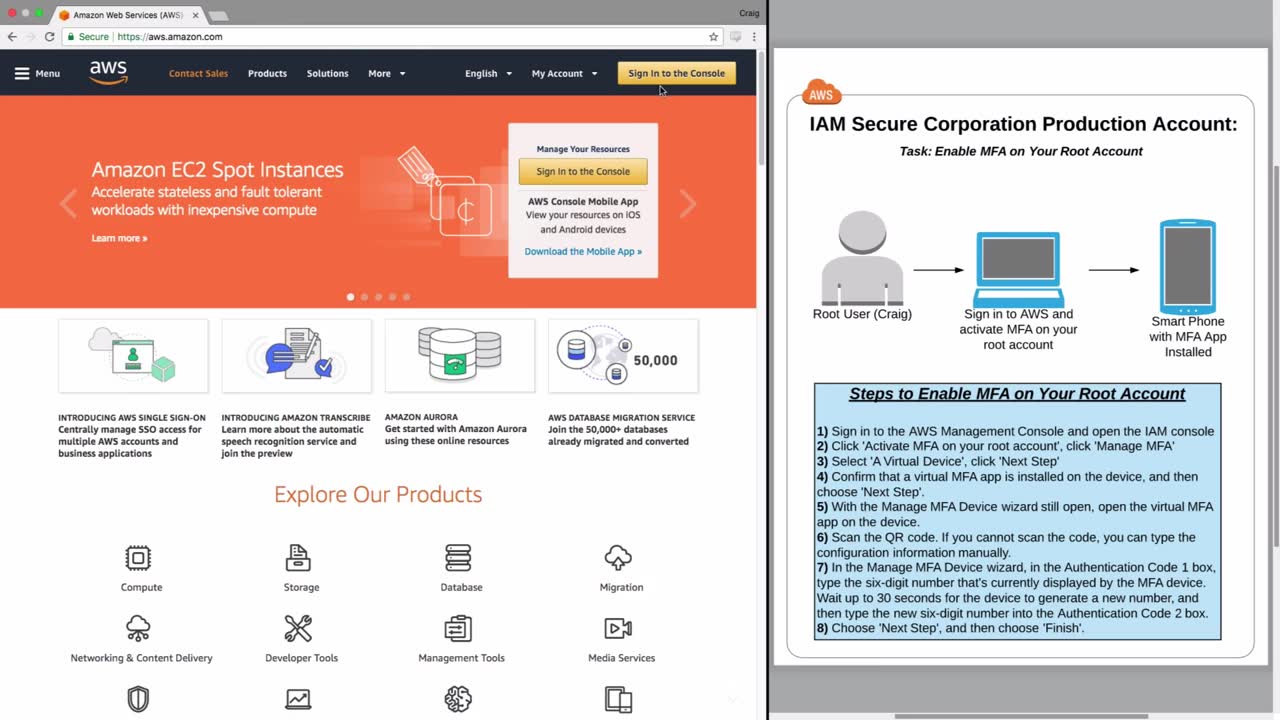 Amazon Web Services (AWS)
Craig
Secure
https://aws.amazon.com
Menu
aws
Contact Sales
Products
Solutions
More
English
My Account
Sign In to the Console
Amazon EC2 Spot Instances
Accelerate stateless and fault tolerant
workloads with inexpensive compute
Learn more »
Manage Your Resources
Sign In to the Console
AWS Console Mobile App
View your resources on iOS
and Android devices
Download the Mobile App »
50,000
INTRODUCING AWS SINGLE SIGN-ON
Centrally manage SSO access for
multiple AWS accounts and
business applications
INTRODUCING AMAZON TRANSCRIBE
Learn more about the automatic
speech recognition service and
join the preview
AMAZON AURORA
Get started with Amazon Aurora
using these online resources
AWS DATABASE MIGRATION SERVICE
Join the 50,000+ databases
already migrated and converted
Explore Our Products
Compute
Storage
Database
Migration
Networking & Content Delivery
Developer Tools
Management Tools
Media Services
AWS
IAM Secure Corporation Production Account:
Task: Enable MFA on Your Root Account
Root User (Craig)
Sign in to AWS and
activate MFA on your
root account
Smart Phone
with MFA App
Installed
Steps to Enable MFA on Your Root Account
1) Sign in to the AWS Management Console and open the IAM console
2) Click 'Activate MFA on your root account', click 'Manage MFA'
3) Select 'A Virtual Device', click 'Next Step'
4) Confirm that a virtual MFA app is installed on the device, and then
choose 'Next Step'.
5) With the Manage MFA Device wizard still open, open the virtual MFA
app on the device.
6) Scan the QR code. If you cannot scan the code, you can type the
configuration information manually.
7) In the Manage MFA Device wizard, in the Authentication Code 1 box,
type the six-digit number that's currently displayed by the MFA device.
Wait up to 30 seconds for the device to generate a new number, and
then type the new six-digit number into the Authentication Code 2 box.
8) Choose 'Next Step', and then choose 'Finish'.